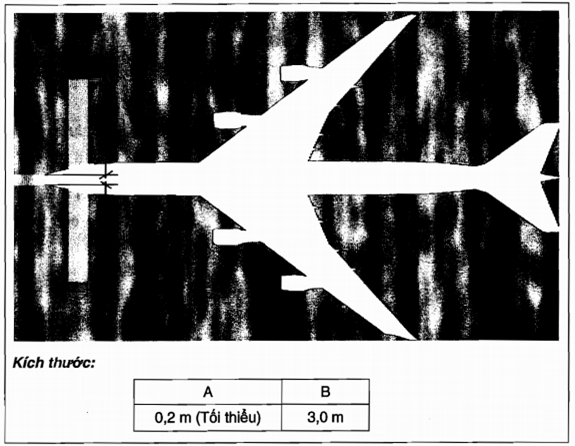 Kích thước:
A B
0,2 m (Tối thiểu) 3,0 m